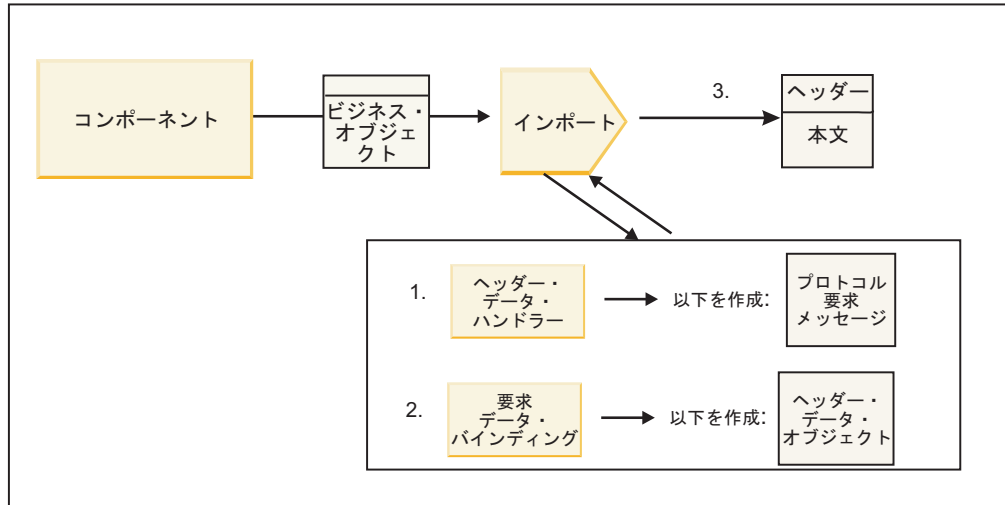 コンポーネント
ビジネス・
オブジェ
クト
インポート
3.
ヘッダー
本文
1.
ヘッダー・
データ・
ハンドラー
以下を作成:
プロトコル
要求
メッセージ
2.
要求
データ・
バインディング
以下を作成:
ヘッダー・
データ・
オブジェクト